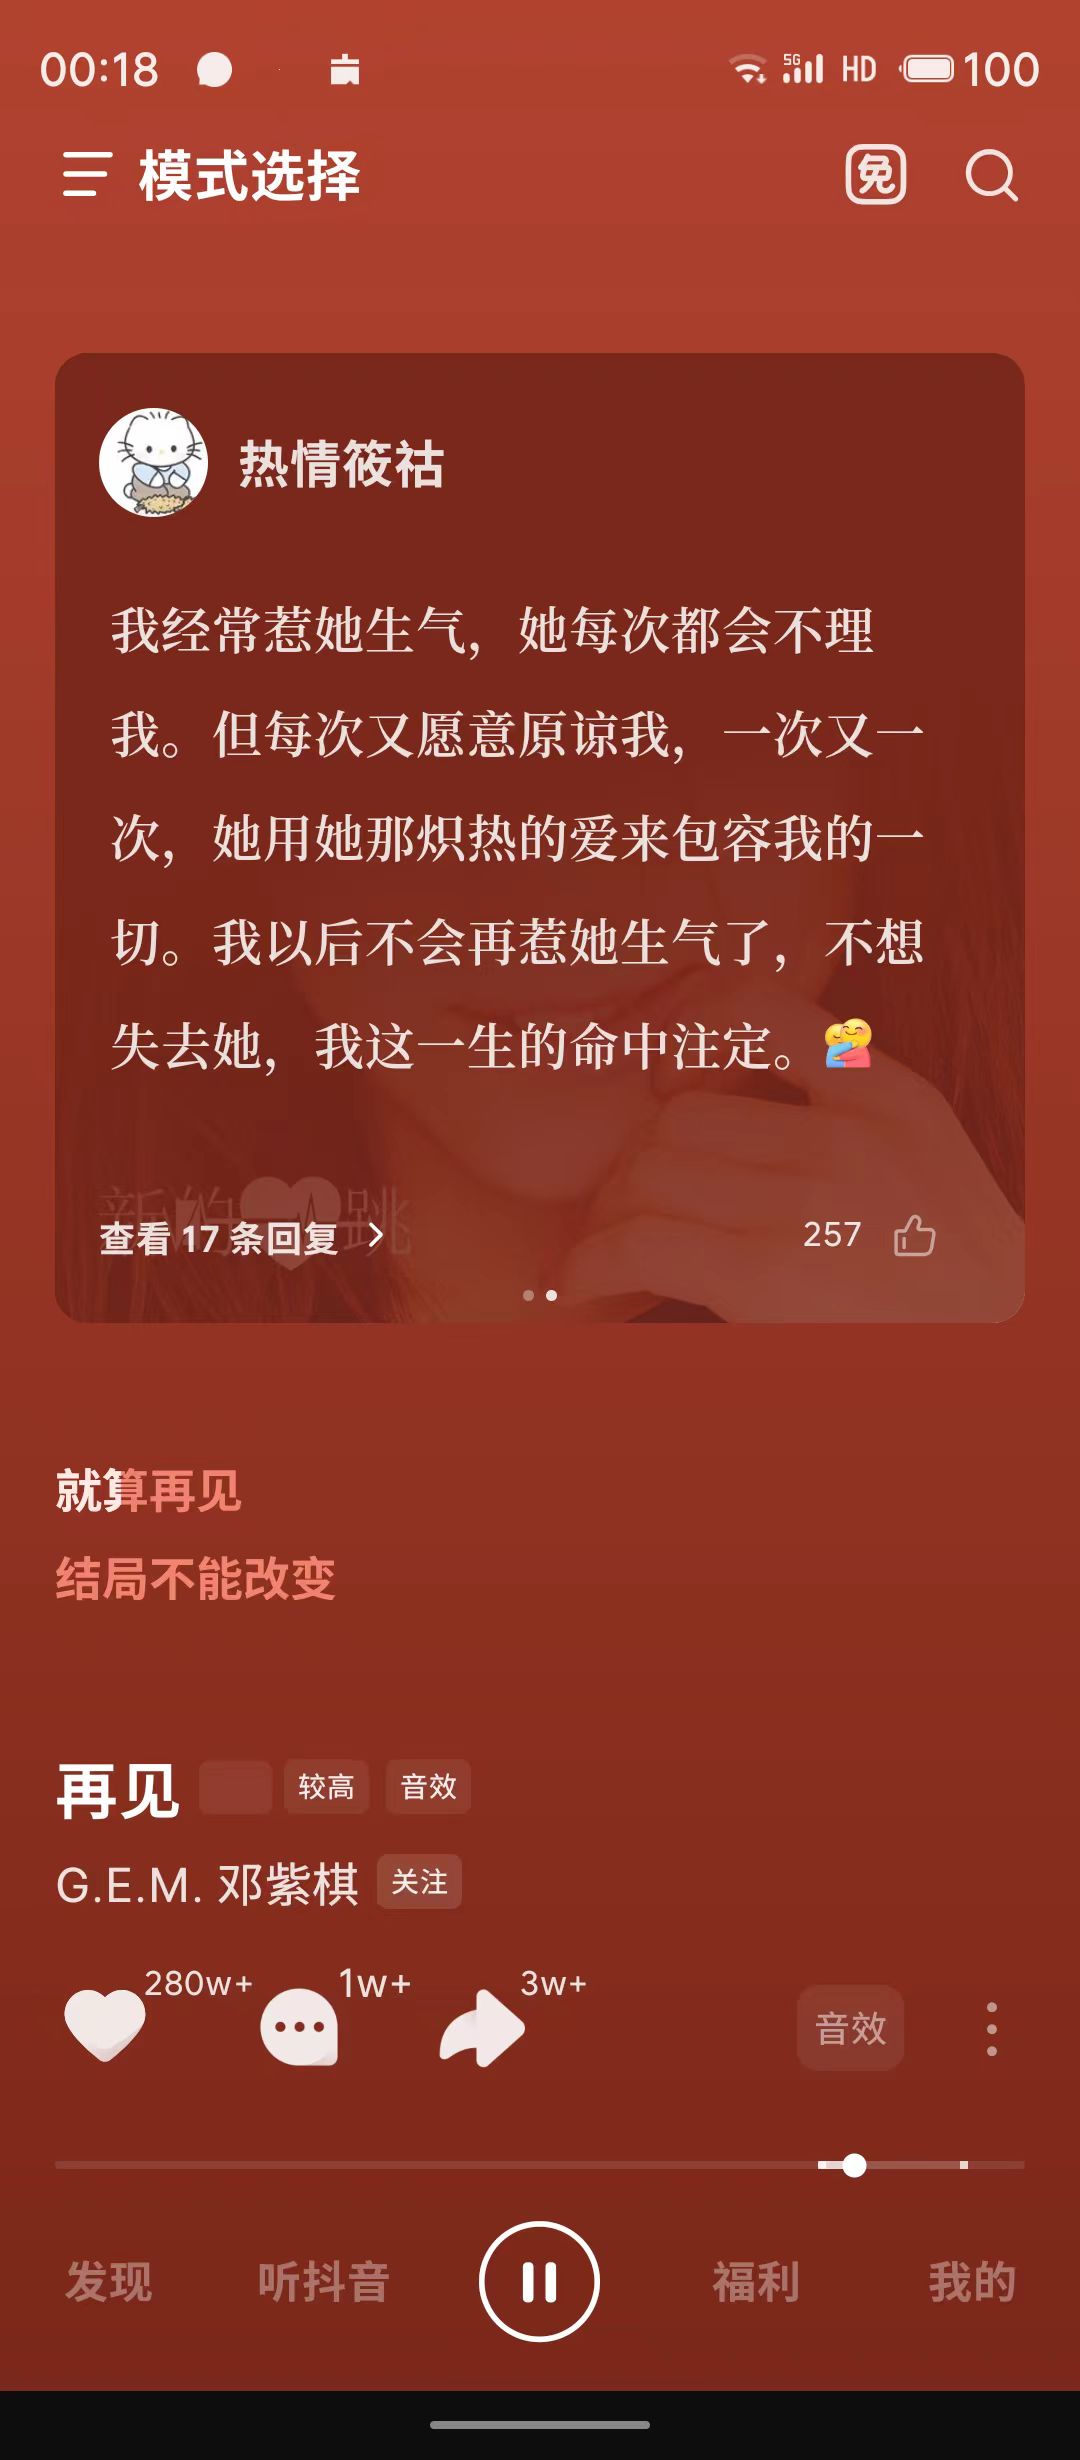 00:18
5G
HD
100
模式选择
免
热情筱祜
我经常惹她生气，她每次都会不理
我。但每次又愿意原谅我，一次又一
次，她用她那炽热的爱来包容我的一
切。我以后不会再惹她生气了，不想
失去她，我这一生的命中注定。
新的
跳
查看 17 条回复
257
就算再见
结局不能改变
再见
较高
音效
G.E.M. 邓紫棋
关注
280w+
1w+
3w+
音效
发现
听抖音
福利
我的